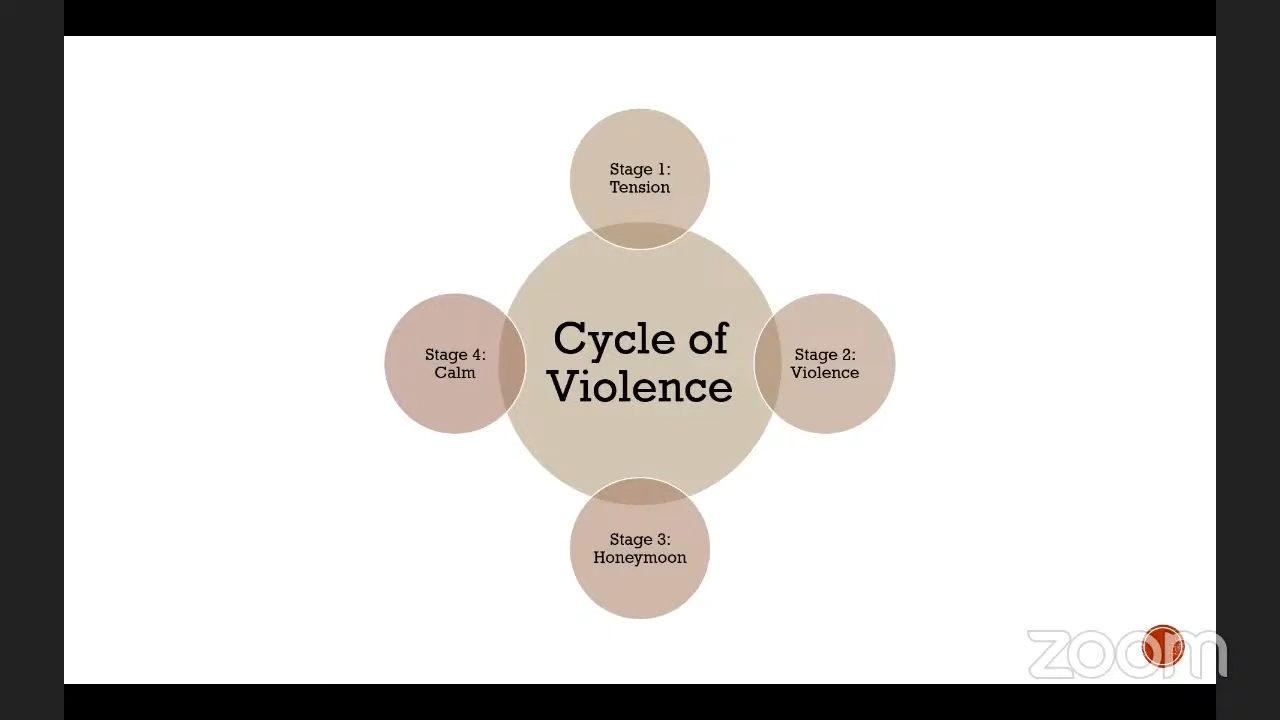 Stage 1:
Tension
Cycle of
Violence
Stage 4:
Calm
Stage 2:
Violence
Stage 3:
Honeymoon
zoom